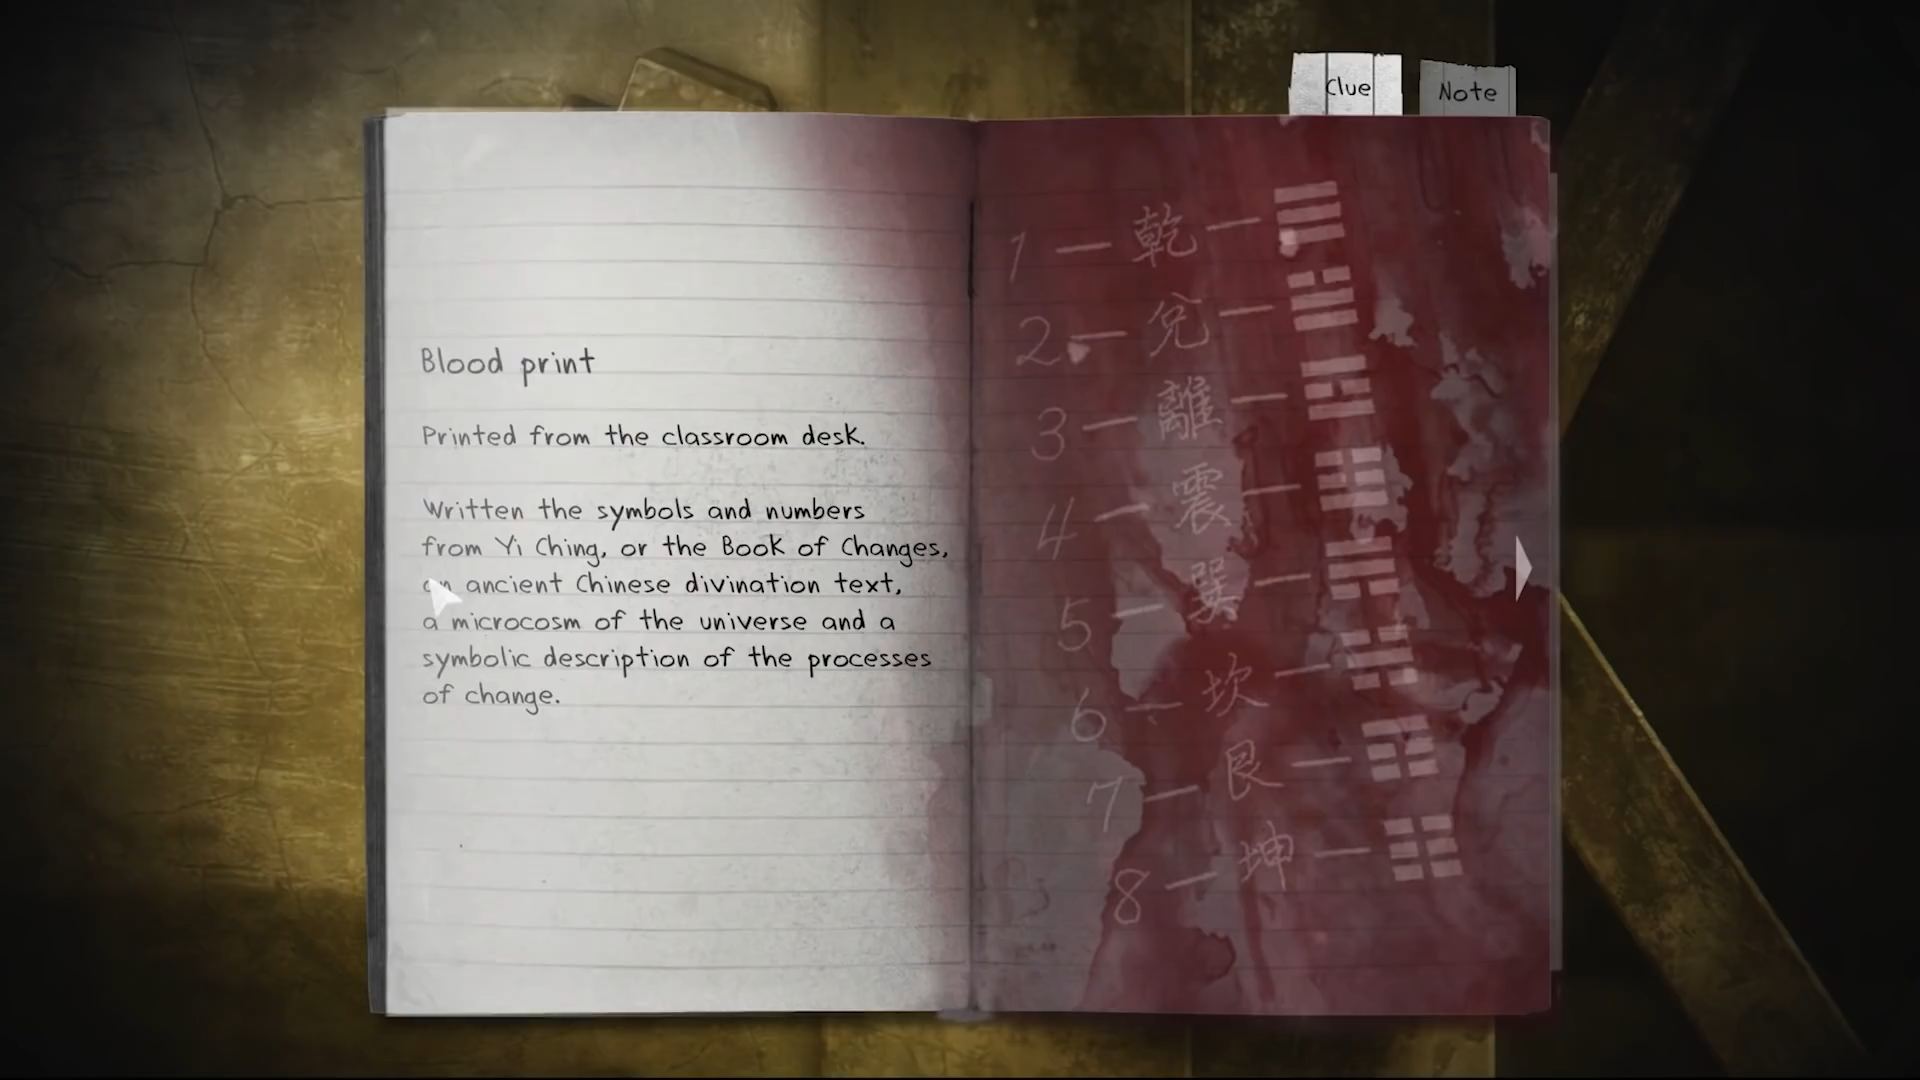 Clue
Note
Blood print
Printed from the classroom desk.
Written the symbols and numbers
from Yi Ching, or the Book of Changes,
an ancient Chinese divination text,
a microcosm of the universe and a
symbolic description of the processes
of change.
1 — 乾 — ☰
2 — 兌 — ☱
3 — 離 — ☲
4 — 震 — ☳
5 — 巽 — ☴
6 — 坎 — ☵
7 — 艮 — ☶
8 — 坤 — ☷